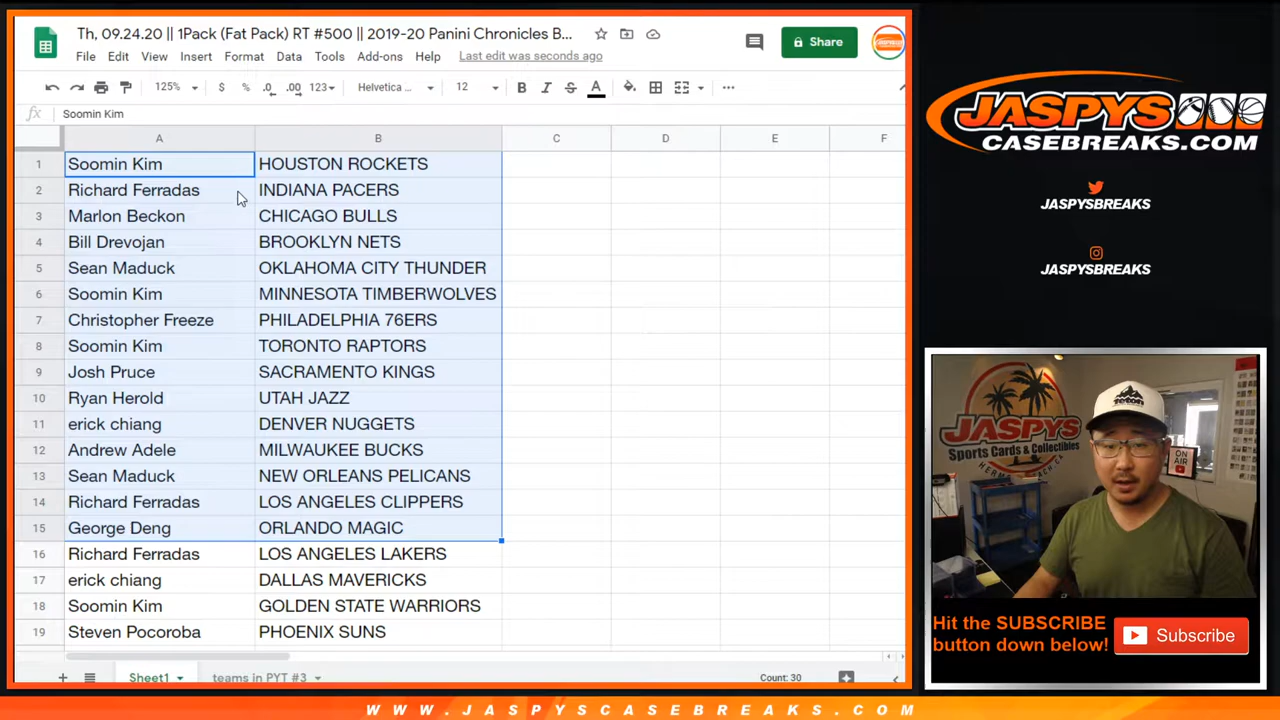 Th, 09.24.20 || 1Pack (Fat Pack) RT #500 || 2019-20 Panini Chronicles B...
Share
File Edit View Insert Format Data Tools Add-ons Help Last edit was seconds ago
125% $ % .0 .00 123 Helvetica ... 12 B I S A
fx Soomin Kim
A B C D E F
1 Soomin Kim HOUSTON ROCKETS
2 Richard Ferradas INDIANA PACERS
3 Marlon Beckon CHICAGO BULLS
4 Bill Drevojan BROOKLYN NETS
5 Sean Maduck OKLAHOMA CITY THUNDER
6 Soomin Kim MINNESOTA TIMBERWOLVES
7 Christopher Freeze PHILADELPHIA 76ERS
8 Soomin Kim TORONTO RAPTORS
9 Josh Pruce SACRAMENTO KINGS
10 Ryan Herold UTAH JAZZ
11 erick chiang DENVER NUGGETS
12 Andrew Adele MILWAUKEE BUCKS
13 Sean Maduck NEW ORLEANS PELICANS
14 Richard Ferradas LOS ANGELES CLIPPERS
15 George Deng ORLANDO MAGIC
16 Richard Ferradas LOS ANGELES LAKERS
17 erick chiang DALLAS MAVERICKS
18 Soomin Kim GOLDEN STATE WARRIORS
19 Steven Pocoroba PHOENIX SUNS
Sheet1 teams in PYT #3 Count: 30
JASPYS
CASEBREAKS.COM
JASPYSBREAKS
JASPYSBREAKS
JASPYS
Sports Cards & Collectibles
ON AIR
Hit the SUBSCRIBE
button down below!
Subscribe
WWW.JASPYSCASEBREAKS.COM